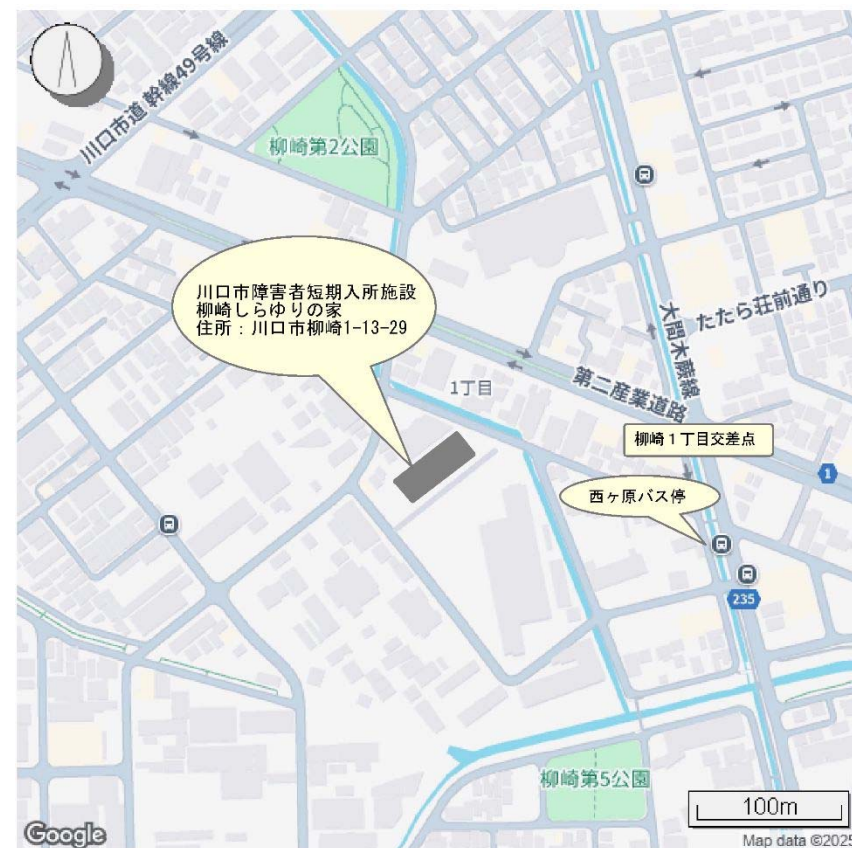 川口市道 幹線49号線
柳崎第2公園
川口市障害者短期入所施設
柳崎しらゆりの家
住所：川口市柳崎1-13-29
たたら荘前通り
大間木蕨線
1丁目
第二産業道路
柳崎１丁目交差点
1
西ヶ原バス停
235
柳崎第5公園
100m
Google
Map data ©2025